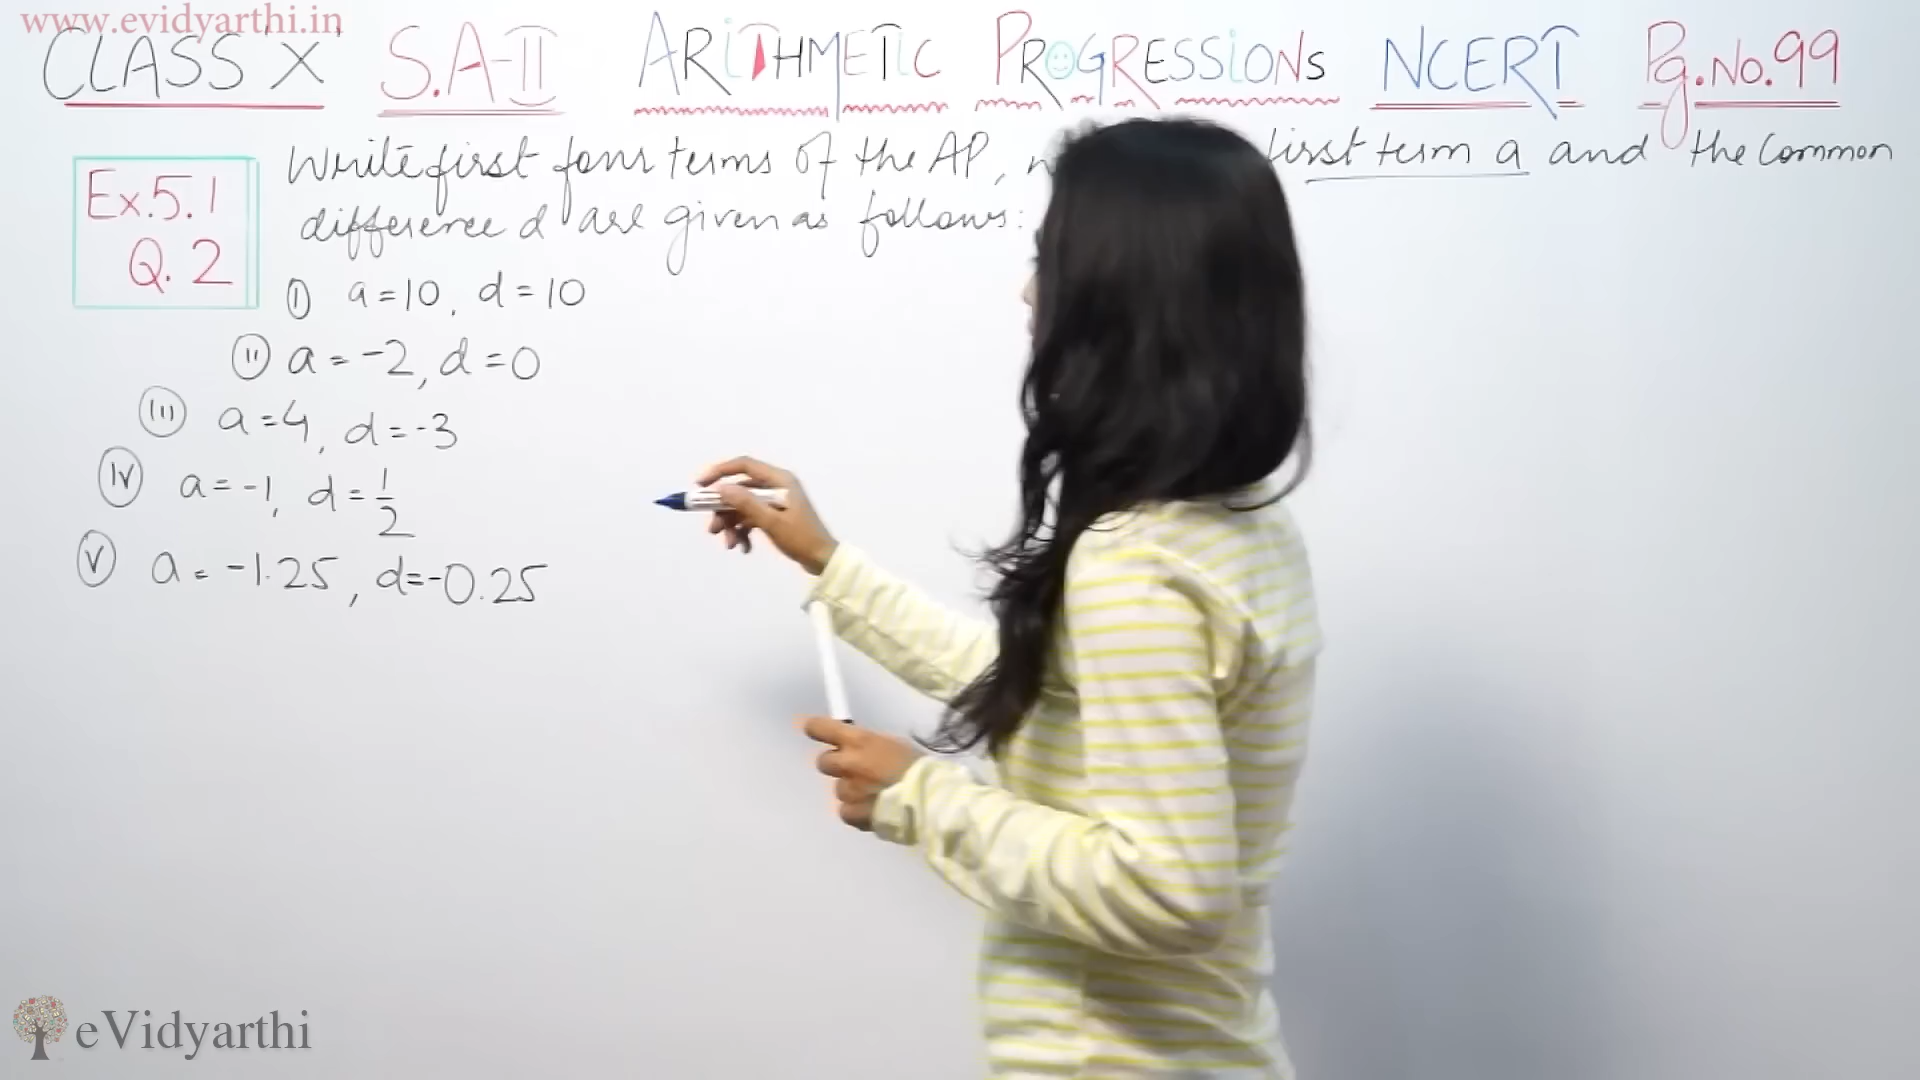 www.evidyarthi.in
CLASS 'X' S.A-II ARiTHMETiC PROGRESSiONs NCERT Pg.No.99
Ex.5.1
Q.2
Write first four terms of the AP, first term a and the Common
difference d are given as follows:
(i) a=10, d=10
(ii) a=-2, d=0
(iii) a=4, d=-3
(iv) a=-1, d=1/2
(v) a=-1.25, d=-0.25
eVidyarthi